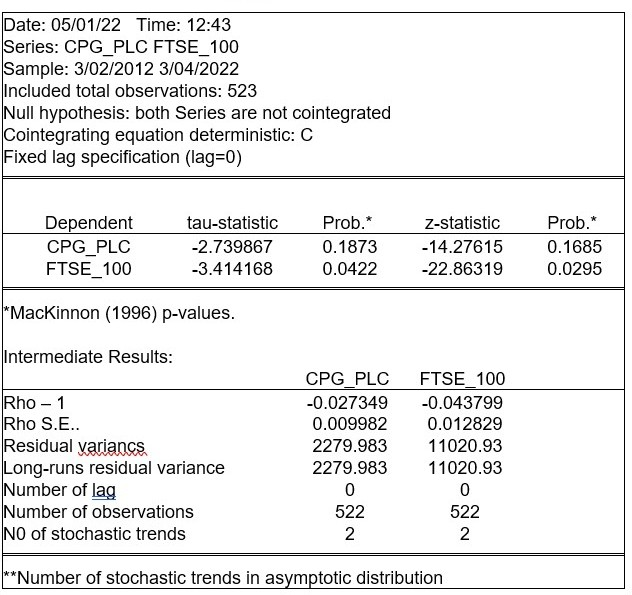 Date: 05/01/22 Time: 12:43
Series: CPG_PLC FTSE_100
Sample: 3/02/2012 3/04/2022
Included total observations: 523
Null hypothesis: both Series are not cointegrated
Cointegrating equation deterministic: C
Fixed lag specification (lag=0)
Dependent tau-statistic Prob.* z-statistic Prob.*
CPG_PLC -2.739867 0.1873 -14.27615 0.1685
FTSE_100 -3.414168 0.0422 -22.86319 0.0295
*MacKinnon (1996) p-values.
Intermediate Results:
CPG_PLC FTSE_100
Rho – 1 -0.027349 -0.043799
Rho S.E.. 0.009982 0.012829
Residual variancs 2279.983 11020.93
Long-runs residual variance 2279.983 11020.93
Number of lag 0 0
Number of observations 522 522
N0 of stochastic trends 2 2
**Number of stochastic trends in asymptotic distribution